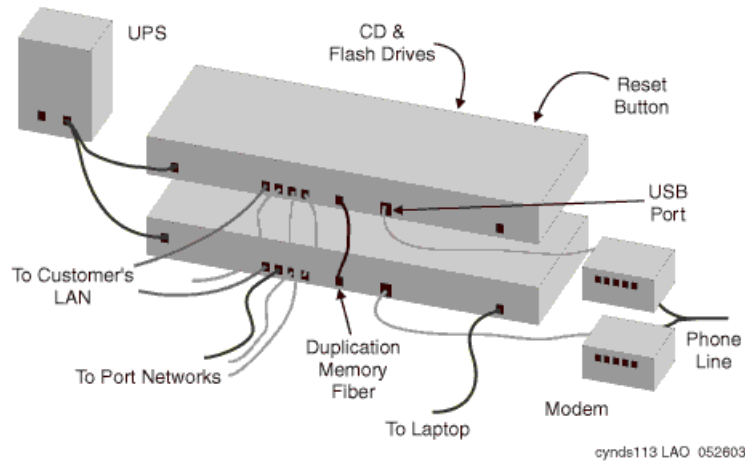 UPS
CD &
Flash Drives
Reset
Button
USB
Port
To Customer's
LAN
Duplication
Memory
Fiber
To Port Networks
To Laptop
Modem
Phone
Line
cynds113 LAO 052603